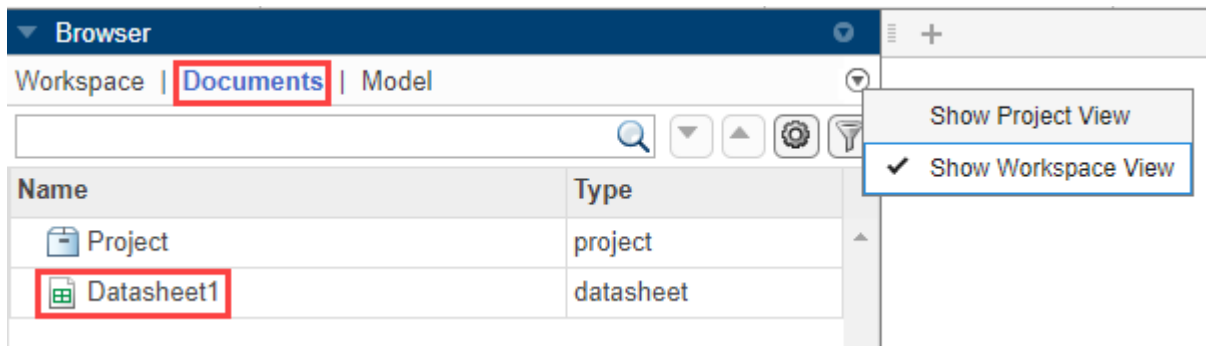 Browser
Workspace | Documents | Model
Show Project View
Show Workspace View
Name Type
Project project
Datasheet1 datasheet